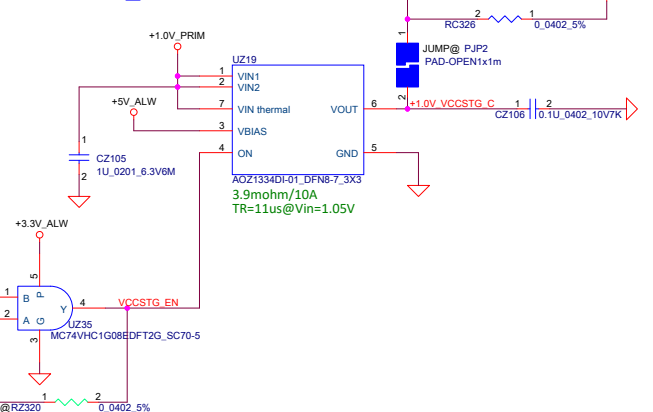 2
1
RC326
0_0402_5%
+1.0V_PRIM
1
JUMP@ PJP2
PAD-OPEN1x1m
2
UZ19
1
VIN1
2
VIN2
7
VIN thermal
VOUT
6
+1.0V_VCCSTG_C
1
2
CZ106
0.1U_0402_10V7K
+5V_ALW
3
VBIAS
4
ON
GND
5
1
CZ105
1U_0201_6.3V6M
2
AOZ1334DI-01_DFN8-7_3X3
3.9mohm/10A
TR=11us@Vin=1.05V
+3.3V_ALW
5
1
B
P
2
A
G
Y
4
VCCSTG_EN
3
UZ35
MC74VHC1G08EDFT2G_SC70-5
1
2
@RZ320
0_0402_5%